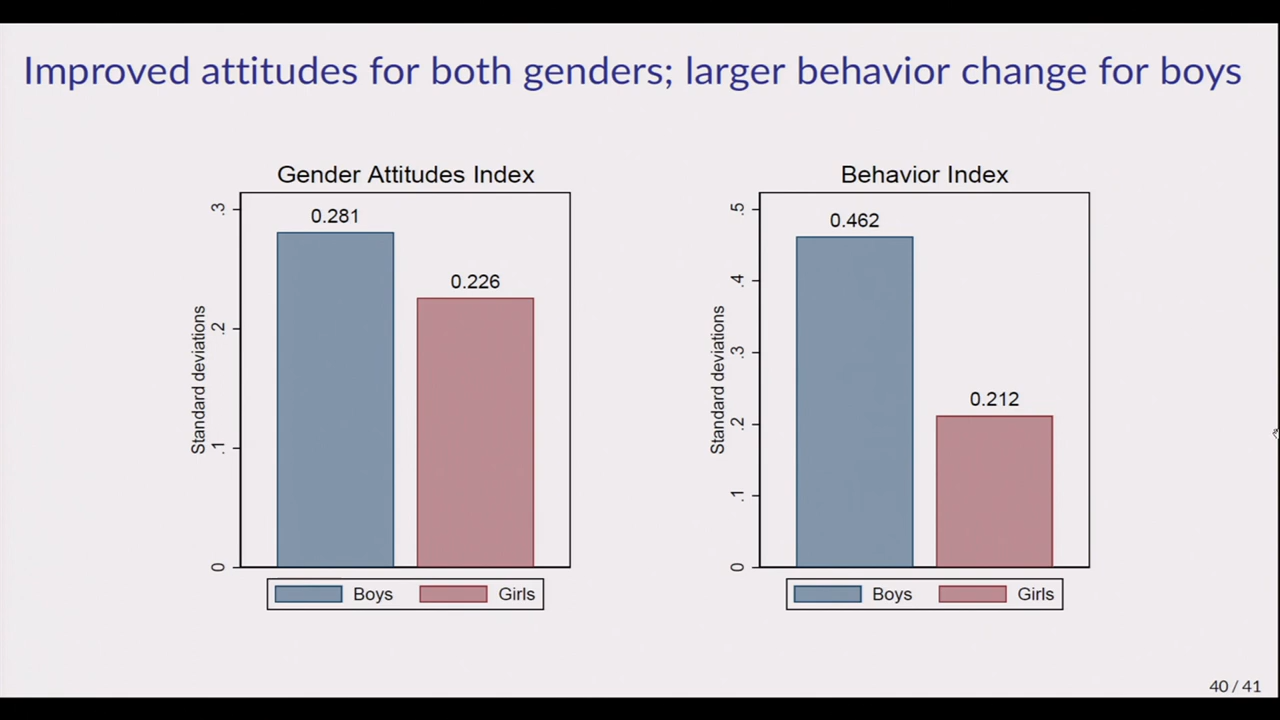 Improved attitudes for both genders; larger behavior change for boys
Gender Attitudes Index
Standard deviations
.3
.2
.1
0
0.281
0.226
Boys
Girls
Behavior Index
Standard deviations
.5
.4
.3
.2
.1
0
0.462
0.212
Boys
Girls
40 / 41